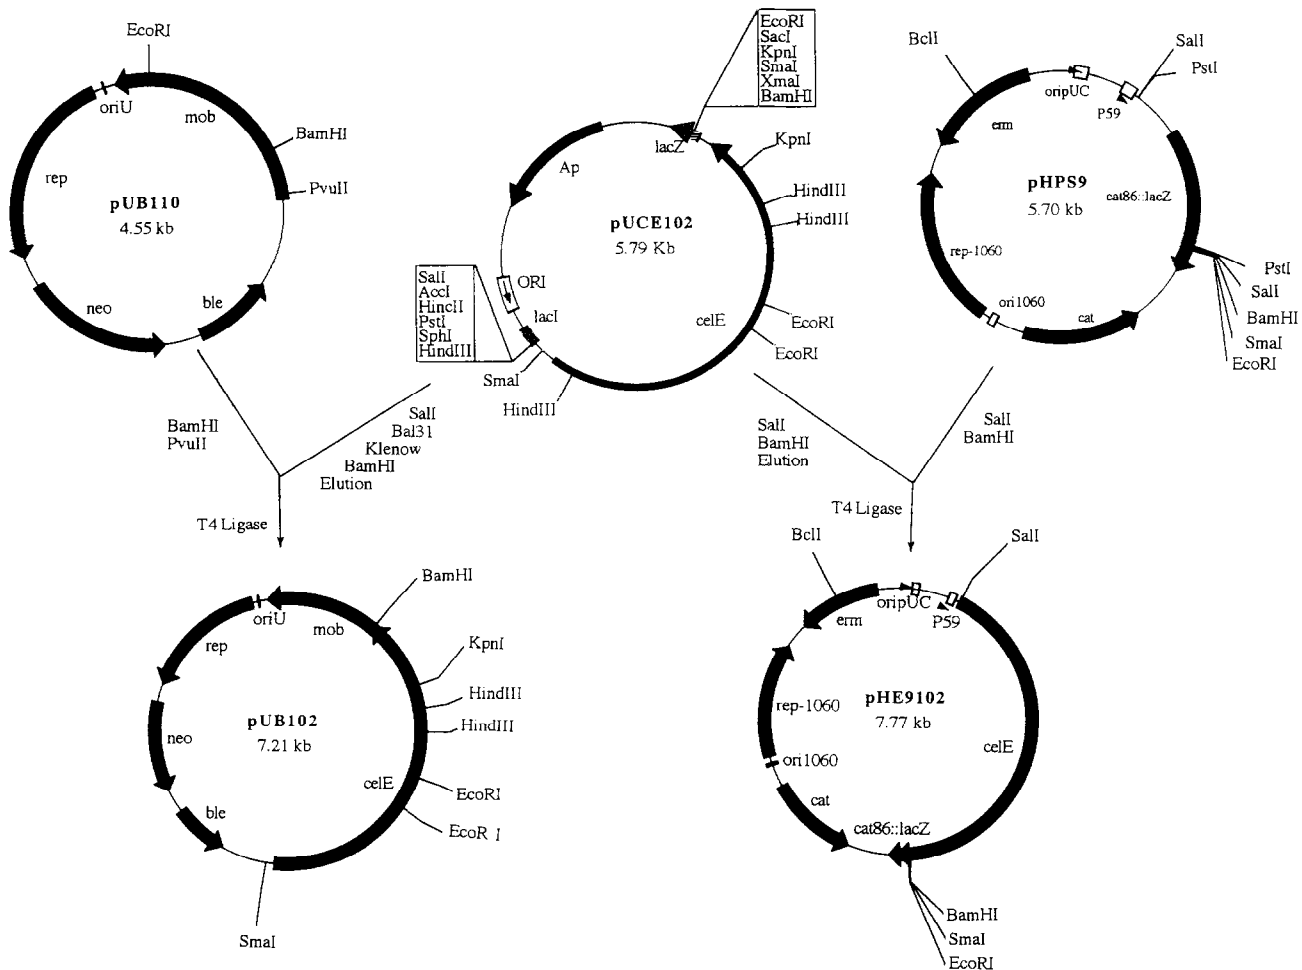 EcoRI
oriU
mob
BamHI
PvuII
rep
pUB110
4.55 kb
neo
ble
EcoRI
SacI
KpnI
SmaI
XmaI
BamHI
lacZ
KpnI
Ap
HindIII
HindIII
pUCE102
5.79 Kb
ORI
SalI
AccI
HincII
PstI
SphI
HindIII
lacI
celE
EcoRI
EcoRI
SmaI
HindIII
BclI
SalI
PstI
oripUC
P59
erm
pHPS9
5.70 kb
cat86::lacZ
rep-1060
ori1060
cat
PstI
SalI
BamHI
SmaI
EcoRI
BamHI
PvuII
SalI
Bal31
Klenow
BamHI
Elution
T4 Ligase
SalI
BamHI
Elution
SalI
BamHI
T4 Ligase
BamHI
oriU
mob
rep
KpnI
HindIII
HindIII
pUB102
7.21 kb
neo
celE
EcoRI
EcoR I
ble
SmaI
BclI
SalI
oripUC
P59
erm
pHE9102
7.77 kb
rep-1060
ori1060
celE
cat
cat86::lacZ
BamHI
SmaI
EcoRI